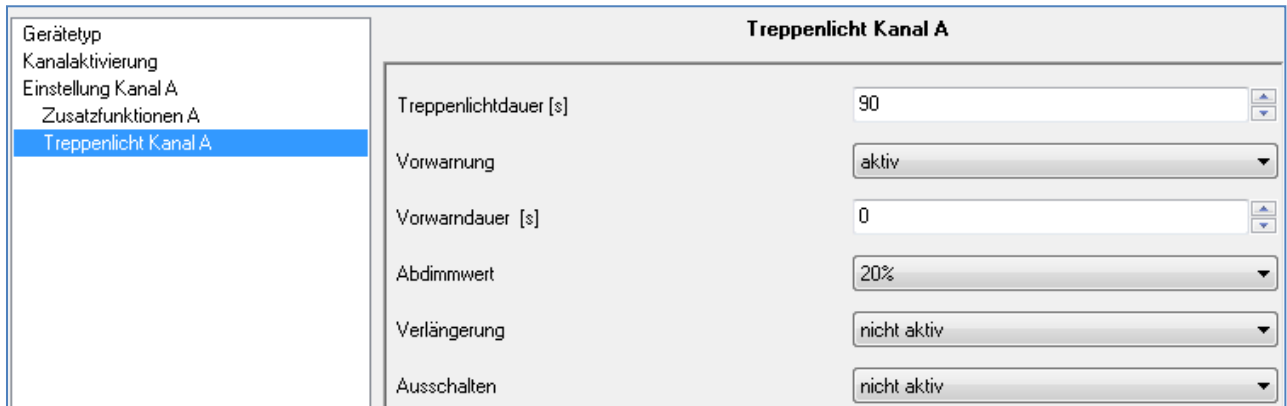 Gerätetyp
Kanalaktivierung
Einstellung Kanal A
Zusatzfunktionen A
Treppenlicht Kanal A
Treppenlicht Kanal A
Treppenlichtdauer [s] 90
Vorwarnung aktiv
Vorwarndauer [s] 0
Abdimmwert 20%
Verlängerung nicht aktiv
Ausschalten nicht aktiv